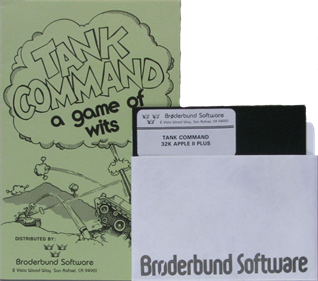 TANK
COMMAND
a game of
wits
DISTRIBUTED BY:
Brøderbund Software
Brøderbund Software
TANK COMMAND
32K APPLE II PLUS
Brøderbund Software